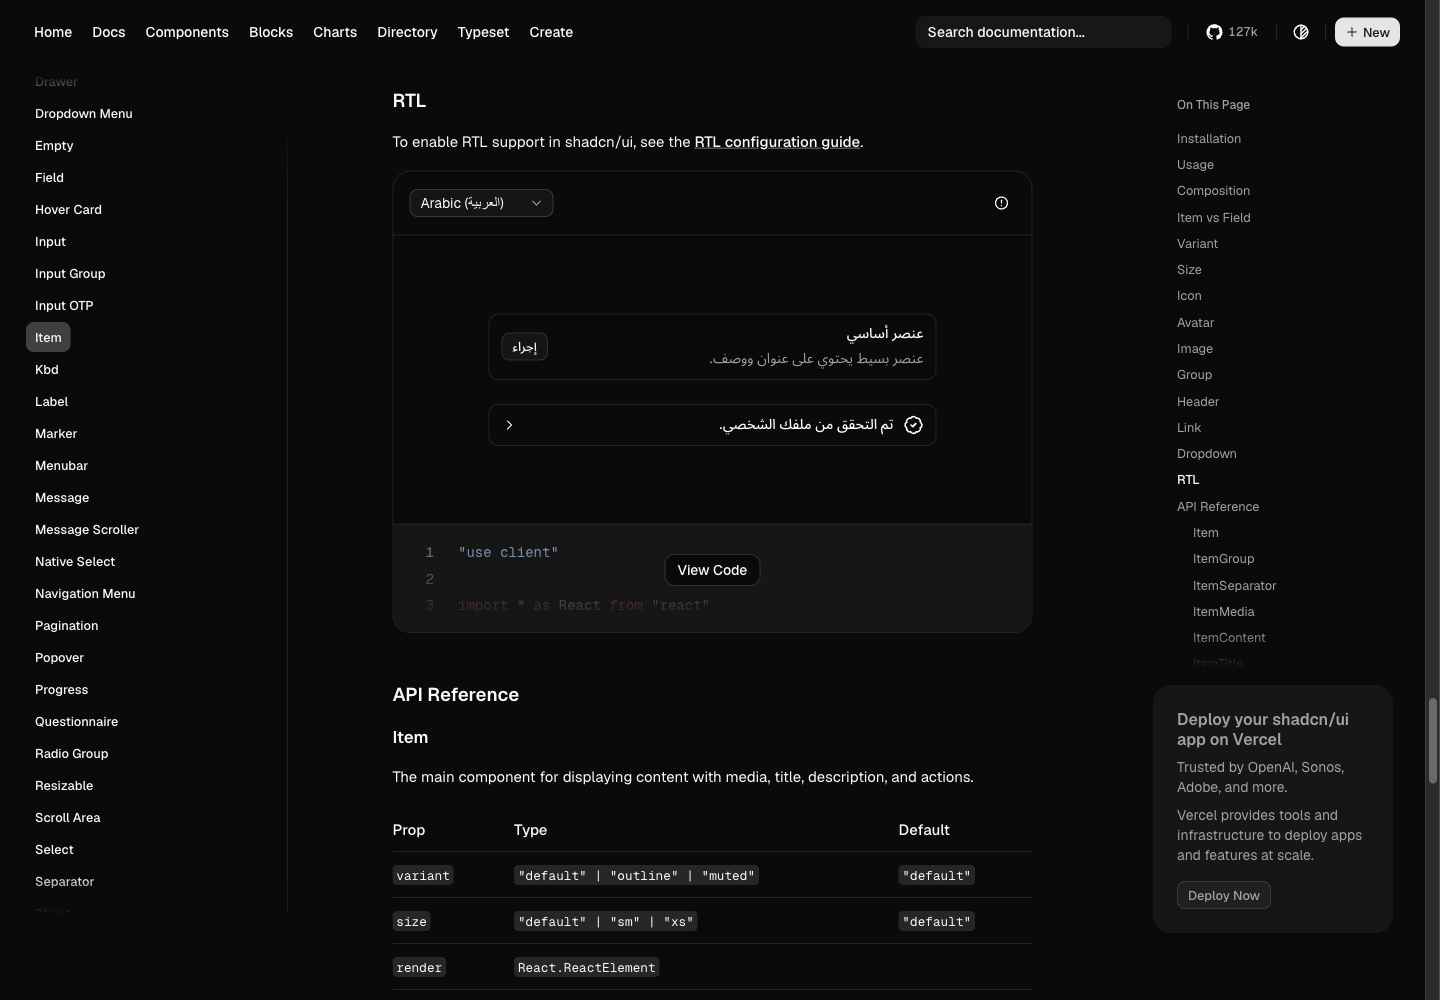 Home Docs Components Blocks Charts Directory Typeset Create
Search documentation...
127k
New
Drawer
Dropdown Menu
Empty
Field
Hover Card
Input
Input Group
Input OTP
Item
Kbd
Label
Marker
Menubar
Message
Message Scroller
Native Select
Navigation Menu
Pagination
Popover
Progress
Questionnaire
Radio Group
Resizable
Scroll Area
Select
Separator
Sheet
RTL
To enable RTL support in shadcn/ui, see the RTL configuration guide.
Arabic (العربية)
عنصر أساسي
عنصر بسيط يحتوي على عنوان ووصف.
إجراء
تم التحقق من ملفك الشخصي.
1 "use client"
2
3 import * as React from "react"
View Code
API Reference
Item
The main component for displaying content with media, title, description, and actions.
Prop Type Default
variant "default" | "outline" | "muted" "default"
size "default" | "sm" | "xs" "default"
render React.ReactElement
On This Page
Installation
Usage
Composition
Item vs Field
Variant
Size
Icon
Avatar
Image
Group
Header
Link
Dropdown
RTL
API Reference
Item
ItemGroup
ItemSeparator
ItemMedia
ItemContent
ItemTitle
Deploy your shadcn/ui
app on Vercel
Trusted by OpenAI, Sonos,
Adobe, and more.
Vercel provides tools and
infrastructure to deploy apps
and features at scale.
Deploy Now